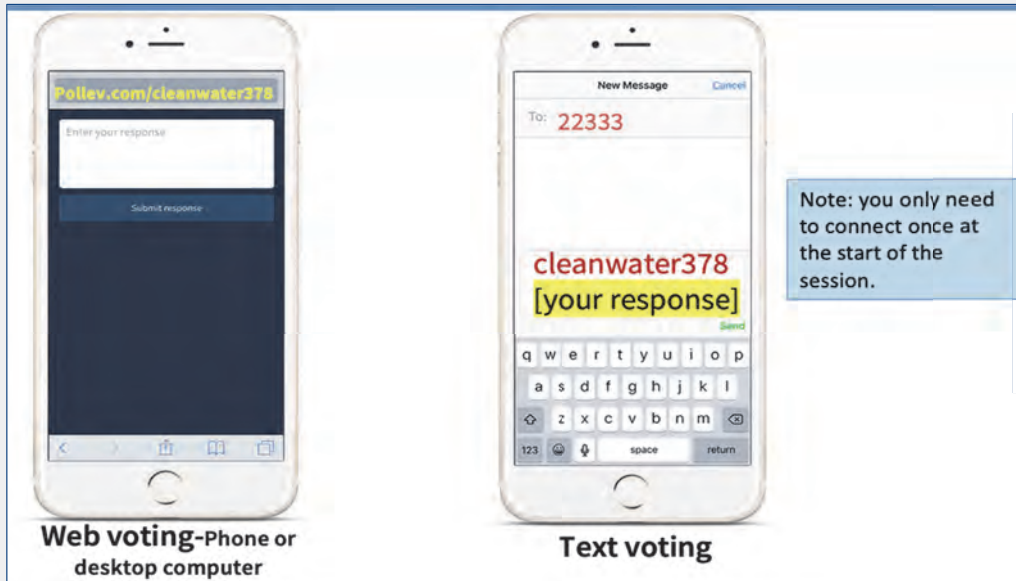 Pollev.com/cleanwater378
Enter your response
Submit response
Web voting-Phone or
desktop computer
New Message Cancel
To: 22333
cleanwater378
[your response]
Send
q w e r t y u i o p
a s d f g h j k l
z x c v b n m
123 space return
Text voting
Note: you only need
to connect once at
the start of the
session.